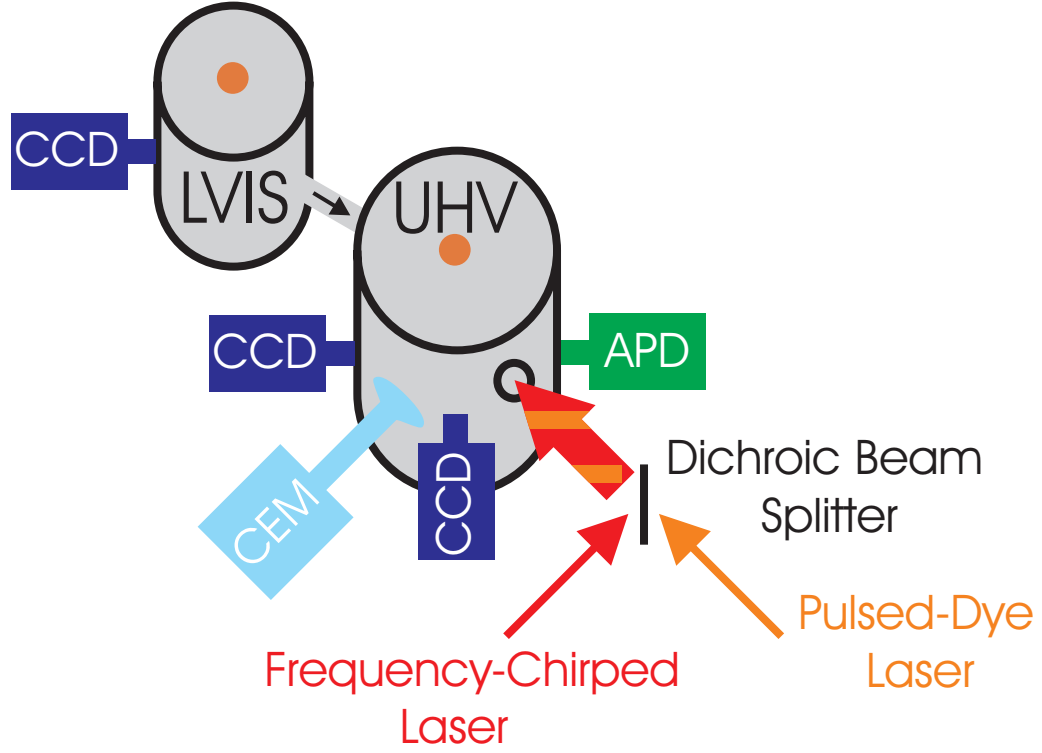 CCD
LVIS
UHV
CCD
APD
CEM
CCD
Dichroic Beam
Splitter
Pulsed-Dye
Laser
Frequency-Chirped
Laser